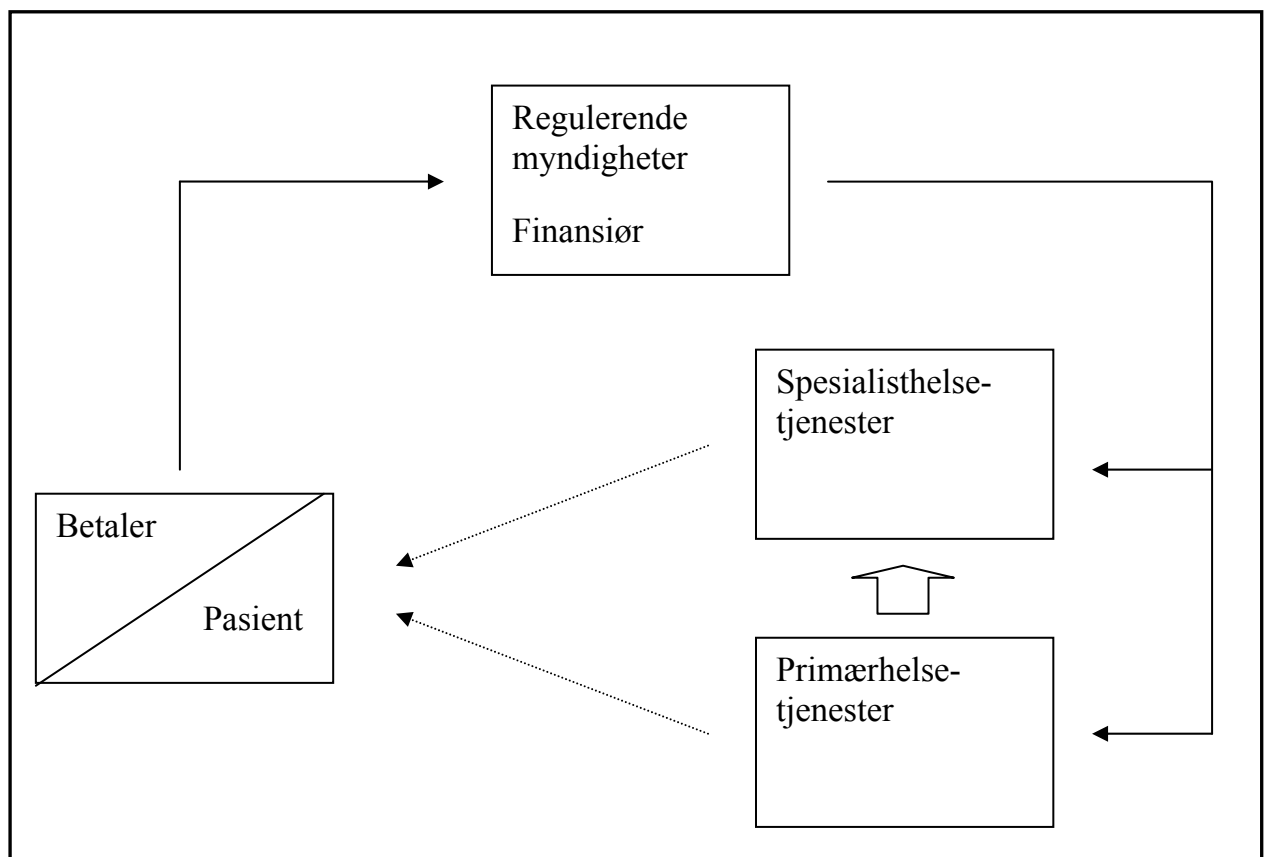 Regulerende
myndigheter
Finansiør
Spesialisthelse-
tjenester
Betaler
Pasient
Primærhelse-
tjenester